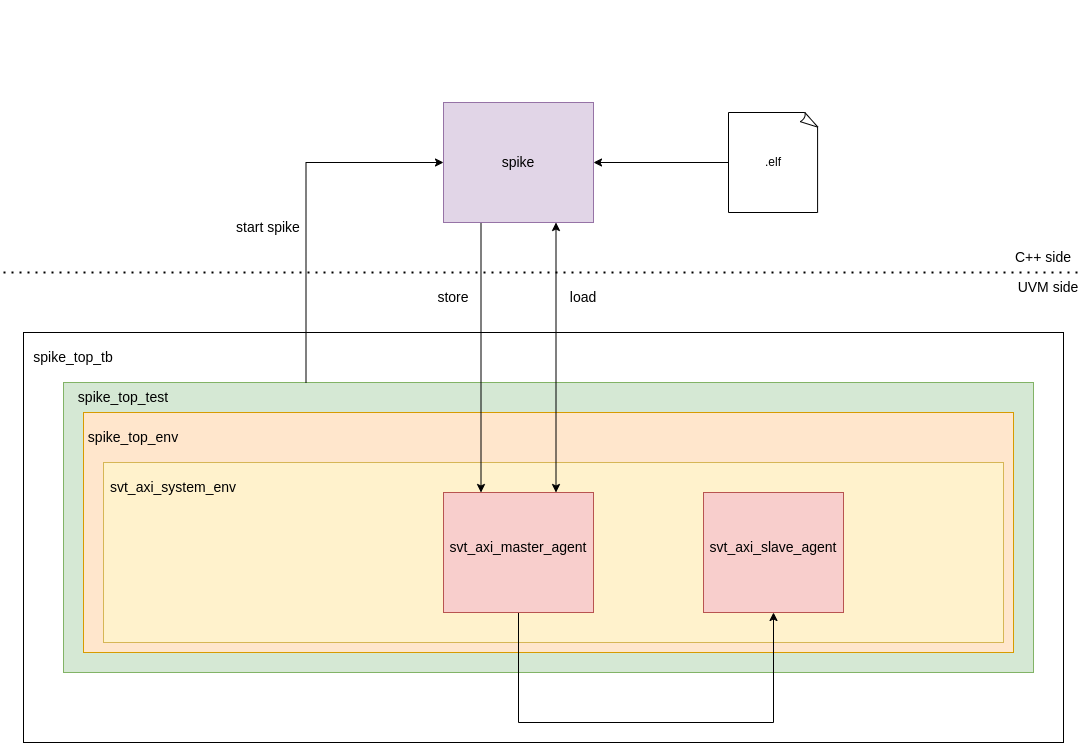 spike
.elf
start spike
C++ side
UVM side
store
load
spike_top_tb
spike_top_test
spike_top_env
svt_axi_system_env
svt_axi_master_agent
svt_axi_slave_agent